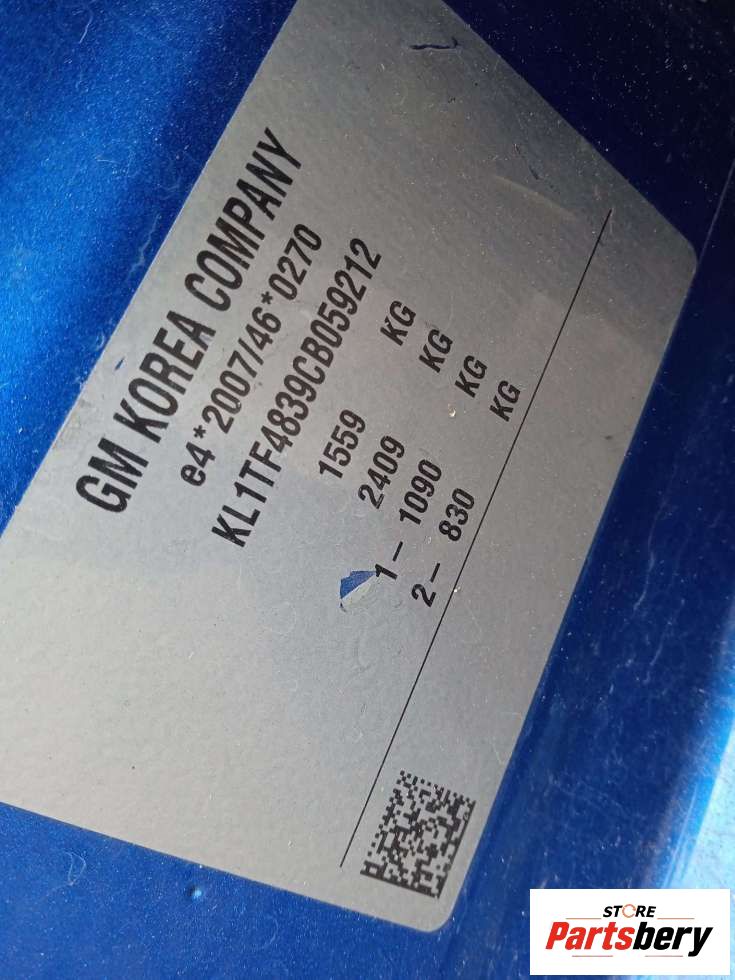 GM KOREA COMPANY
e4*2007/46*0270
KL1TF4839CB059212
1559 KG
2409 KG
1– 1090 KG
2– 830 KG
STORE
Partsbery